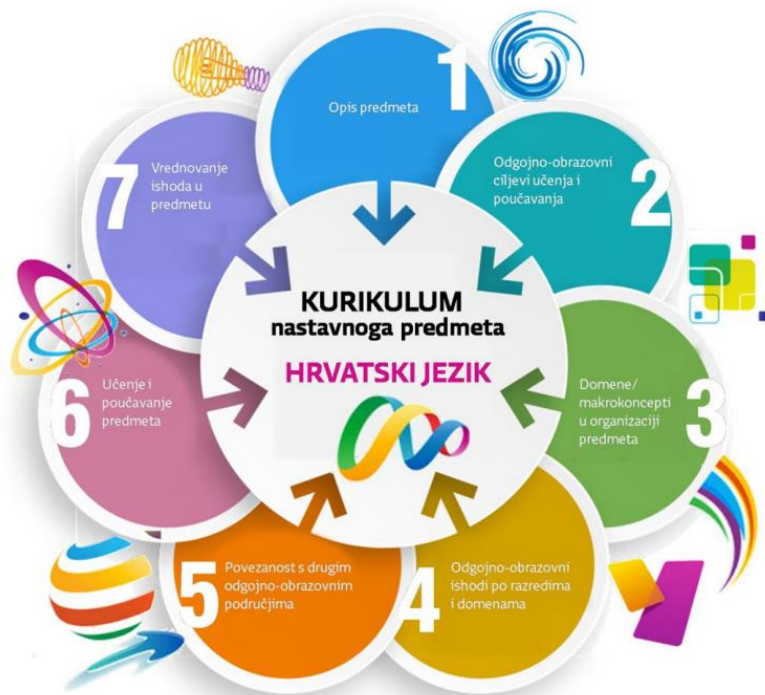 KURIKULUM
nastavnoga predmeta
HRVATSKI JEZIK
1
Opis predmeta
2
Odgojno-obrazovni
ciljevi učenja i
poučavanja
3
Domene/
makrokoncepti
u organizaciji
predmeta
4
Odgojno-obrazovni
ishodi po razredima
i domenama
5
Povezanost s drugim
odgojno-obrazovnim
područjima
6
Učenje i
poučavanje
predmeta
7
Vrednovanje
ishoda u
predmetu